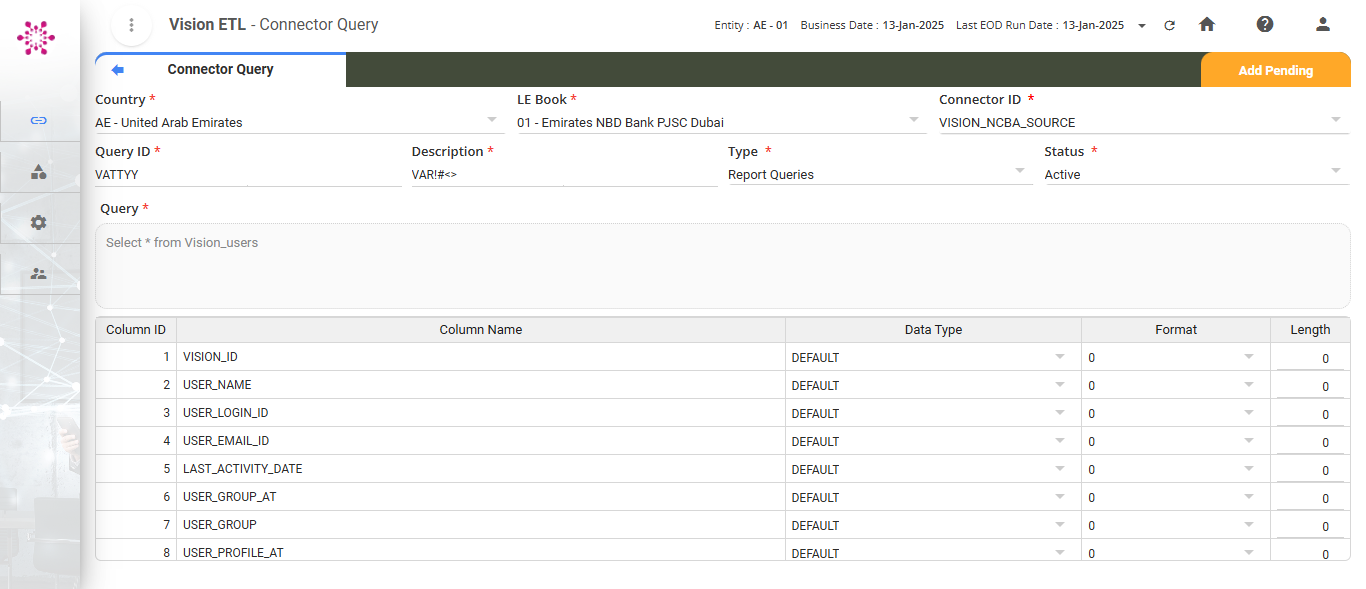 Vision ETL - Connector Query
Entity : AE - 01 Business Date : 13-Jan-2025 Last EOD Run Date : 13-Jan-2025
Connector Query
Add Pending
Country * LE Book * Connector ID *
AE - United Arab Emirates 01 - Emirates NBD Bank PJSC Dubai VISION_NCBA_SOURCE
Query ID * Description * Type * Status *
VATTYY VAR!#<> Report Queries Active
Query *
Select * from Vision_users
Column ID Column Name Data Type Format Length
1 VISION_ID DEFAULT 0 0
2 USER_NAME DEFAULT 0 0
3 USER_LOGIN_ID DEFAULT 0 0
4 USER_EMAIL_ID DEFAULT 0 0
5 LAST_ACTIVITY_DATE DEFAULT 0 0
6 USER_GROUP_AT DEFAULT 0 0
7 USER_GROUP DEFAULT 0 0
8 USER_PROFILE_AT DEFAULT 0 0